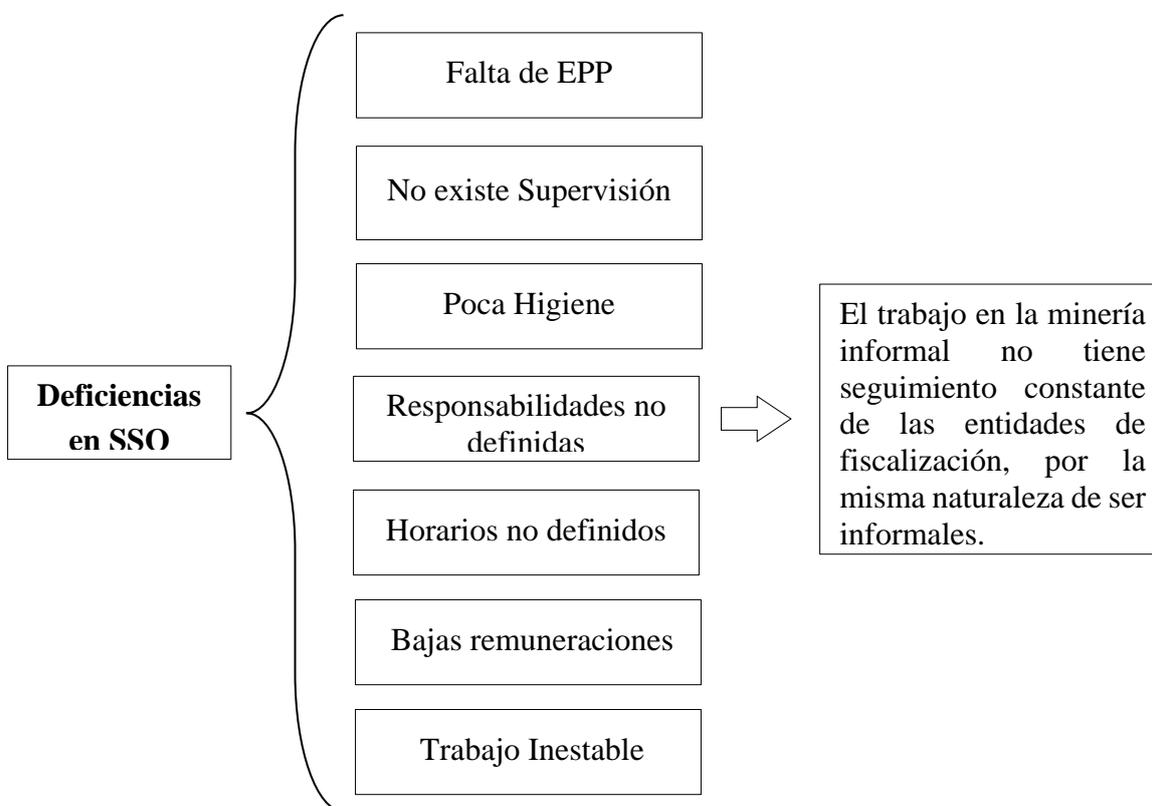 Deficiencias
en SSO
Falta de EPP
No existe Supervisión
Poca Higiene
Responsabilidades no
definidas
Horarios no definidos
Bajas remuneraciones
Trabajo Inestable
El trabajo en la minería
informal no tiene
seguimiento constante
de las entidades de
fiscalización, por la
misma naturaleza de ser
informales.